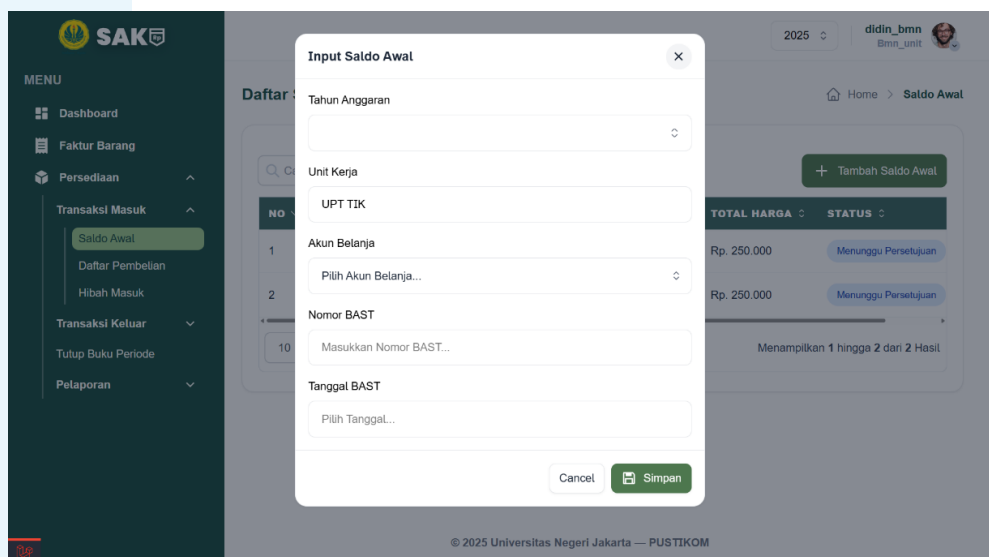 SAK
2025
didin_bmn
Bmn_unit
MENU
Dashboard
Faktur Barang
Persediaan
Transaksi Masuk
Saldo Awal
Daftar Pembelian
Hibah Masuk
Transaksi Keluar
Tutup Buku Periode
Pelaporan
Daftar
Home > Saldo Awal
Tambah Saldo Awal
NO
TOTAL HARGA
STATUS
1
Rp. 250.000
Menunggu Persetujuan
2
Rp. 250.000
Menunggu Persetujuan
10
Menampilkan 1 hingga 2 dari 2 Hasil
Input Saldo Awal
Tahun Anggaran
Unit Kerja
UPT TIK
Akun Belanja
Pilih Akun Belanja...
Nomor BAST
Masukkan Nomor BAST...
Tanggal BAST
Pilih Tanggal...
Cancel
Simpan
© 2025 Universitas Negeri Jakarta — PUSTIKOM